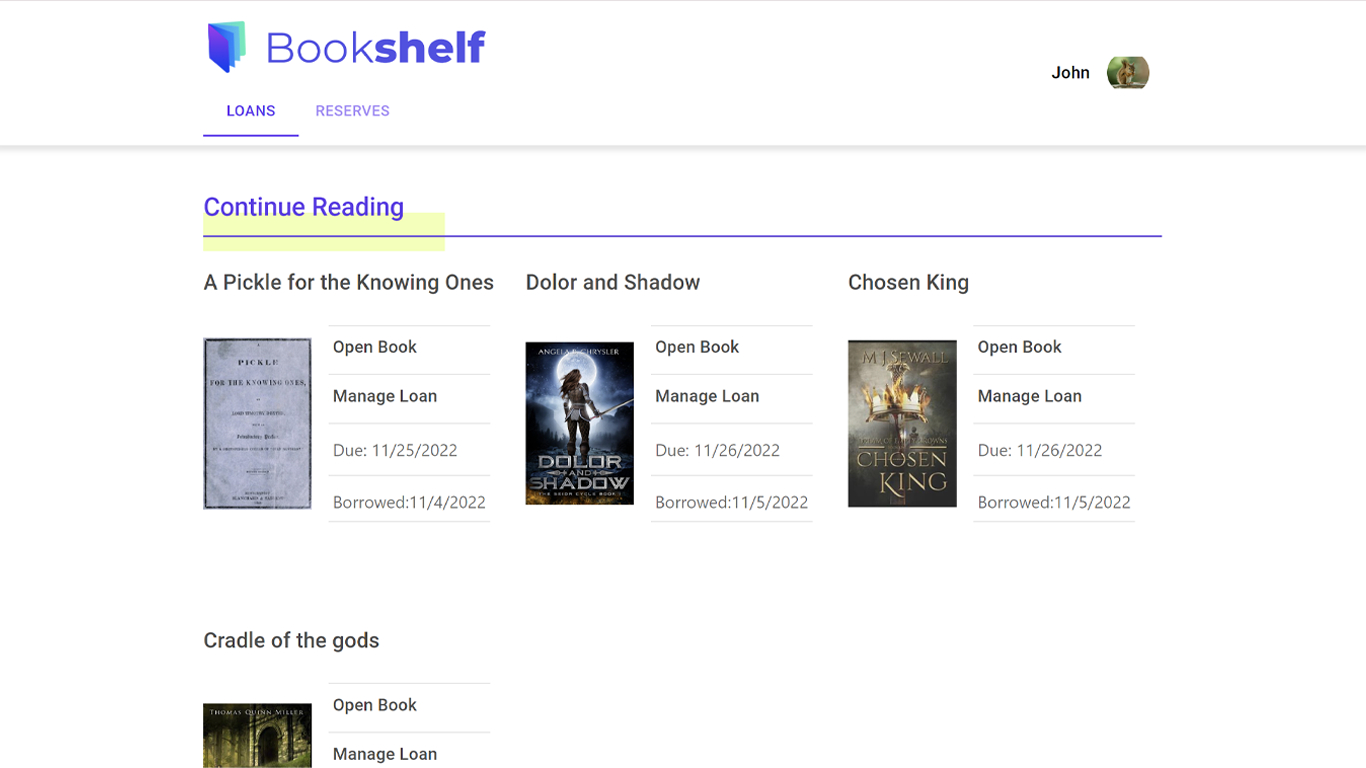 Bookshelf
John
LOANS RESERVES
Continue Reading
A Pickle for the Knowing Ones
PICKLE
FOR THE KNOWING ONES,
Open Book
Manage Loan
Due: 11/25/2022
Borrowed:11/4/2022
Dolor and Shadow
ANGELA B. CHRYSLER
DOLOR
AND
SHADOW
Open Book
Manage Loan
Due: 11/26/2022
Borrowed:11/5/2022
Chosen King
M J SEWALL
CHOSEN
KING
Open Book
Manage Loan
Due: 11/26/2022
Borrowed:11/5/2022
Cradle of the gods
THOMAS QUINN MILLER
Open Book
Manage Loan